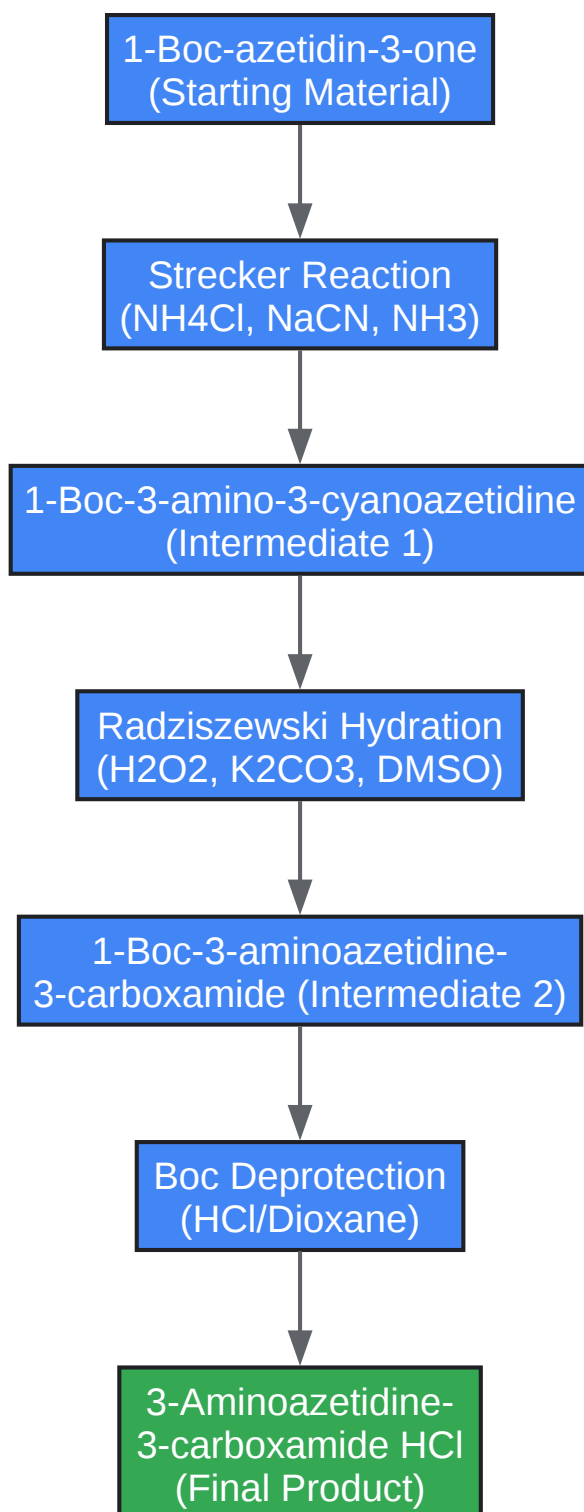 1-Boc-azetidin-3-one
(Starting Material)
Strecker Reaction
(NH4Cl, NaCN, NH3)
1-Boc-3-amino-3-cyanoazetidine
(Intermediate 1)
Radziszewski Hydration
(H2O2, K2CO3, DMSO)
1-Boc-3-aminoazetidine-
3-carboxamide (Intermediate 2)
Boc Deprotection
(HCl/Dioxane)
3-Aminoazetidine-
3-carboxamide HCl
(Final Product)